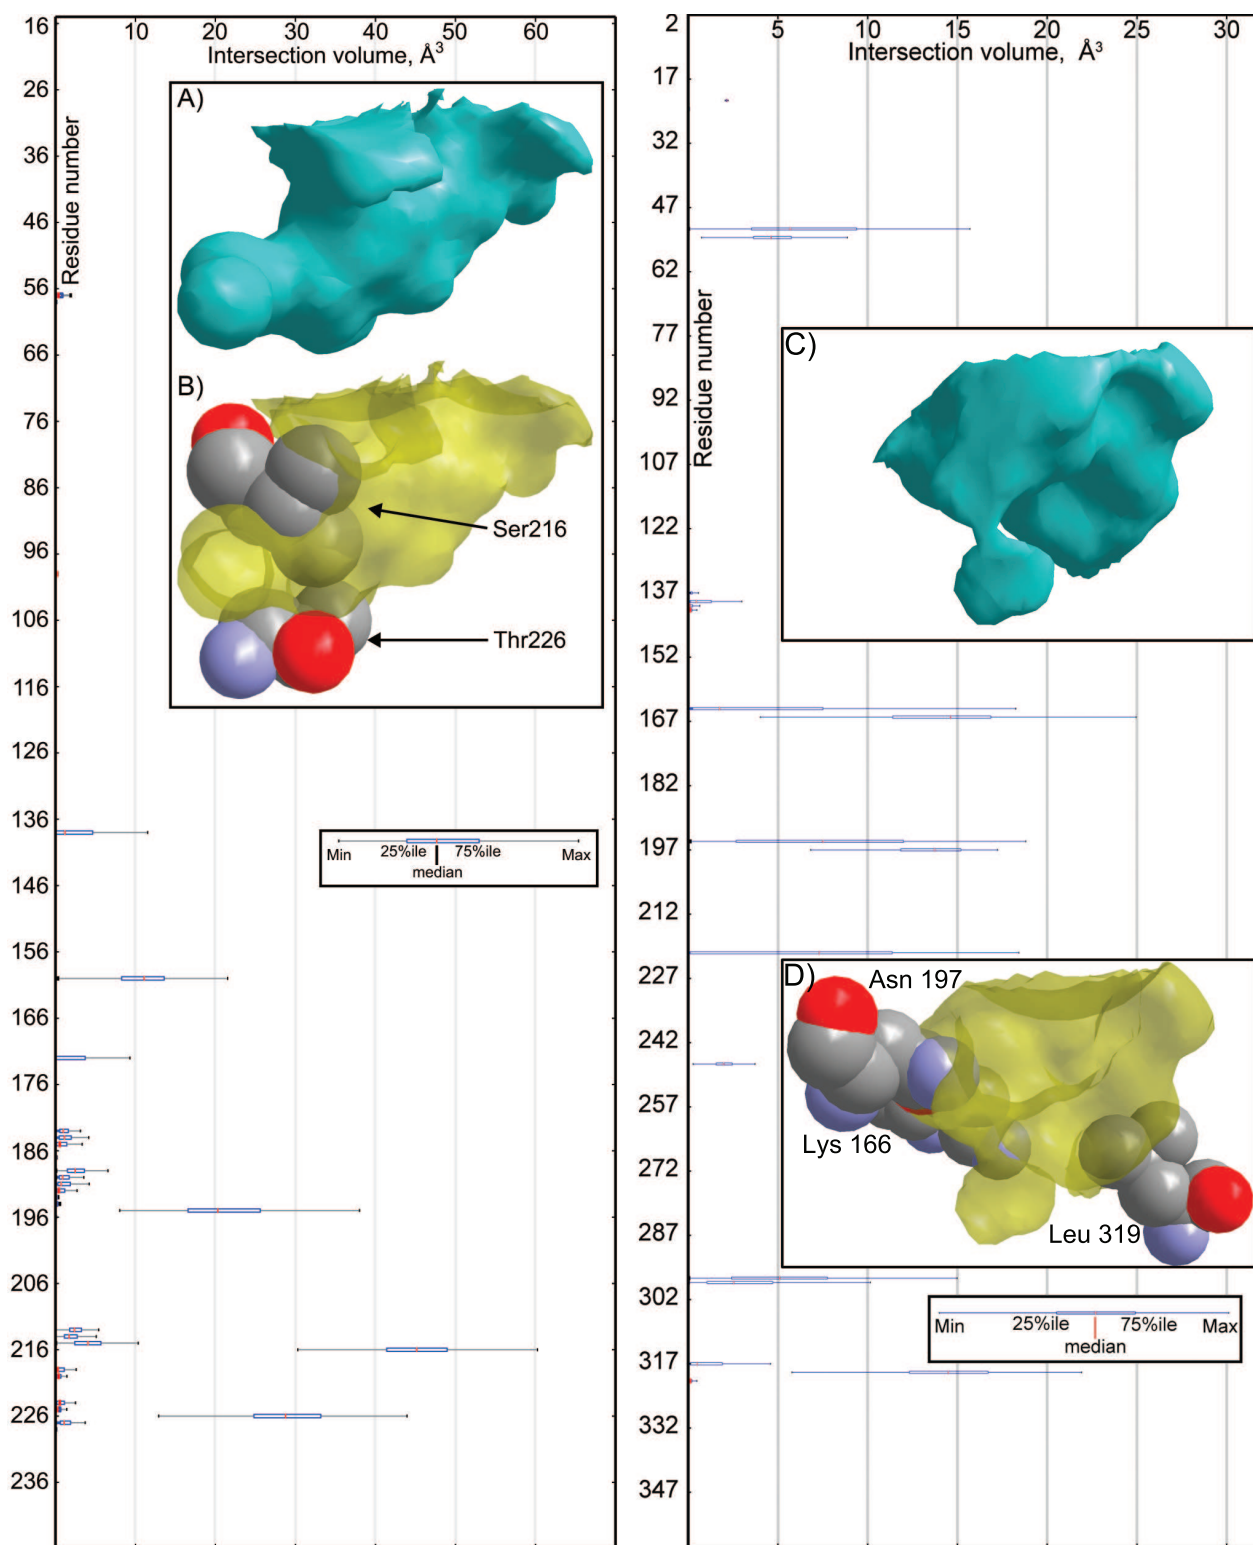 16 10 20 30 40 50 60
Intersection volume, Å3
Residue number
26
36
46
56
66
76
86
96
106
116
126
136
146
156
166
176
186
196
206
216
226
236
A)
B)
Ser216
Thr226
Min 25%ile 75%ile Max
median
2 5 10 15 20 25 30
Intersection volume, Å3
Residue number
17
32
47
62
77
92
107
122
137
152
167
182
197
212
227
242
257
272
287
302
317
332
347
C)
D)
Asn 197
Lys 166
Leu 319
Min 25%ile 75%ile Max
median